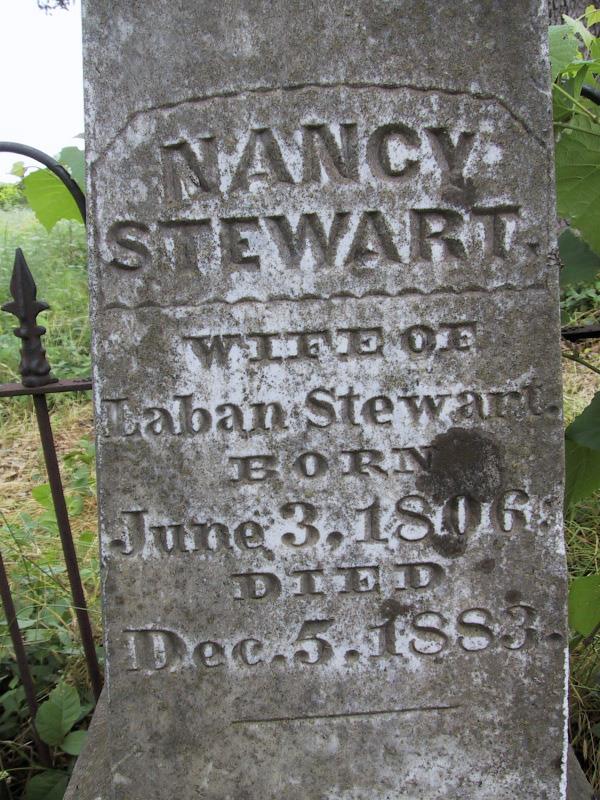 NANCY
STEWART.
WIFE OF
Laban Stewart.
BORN
June 3. 1806.
DIED
Dec. 5. 1883.